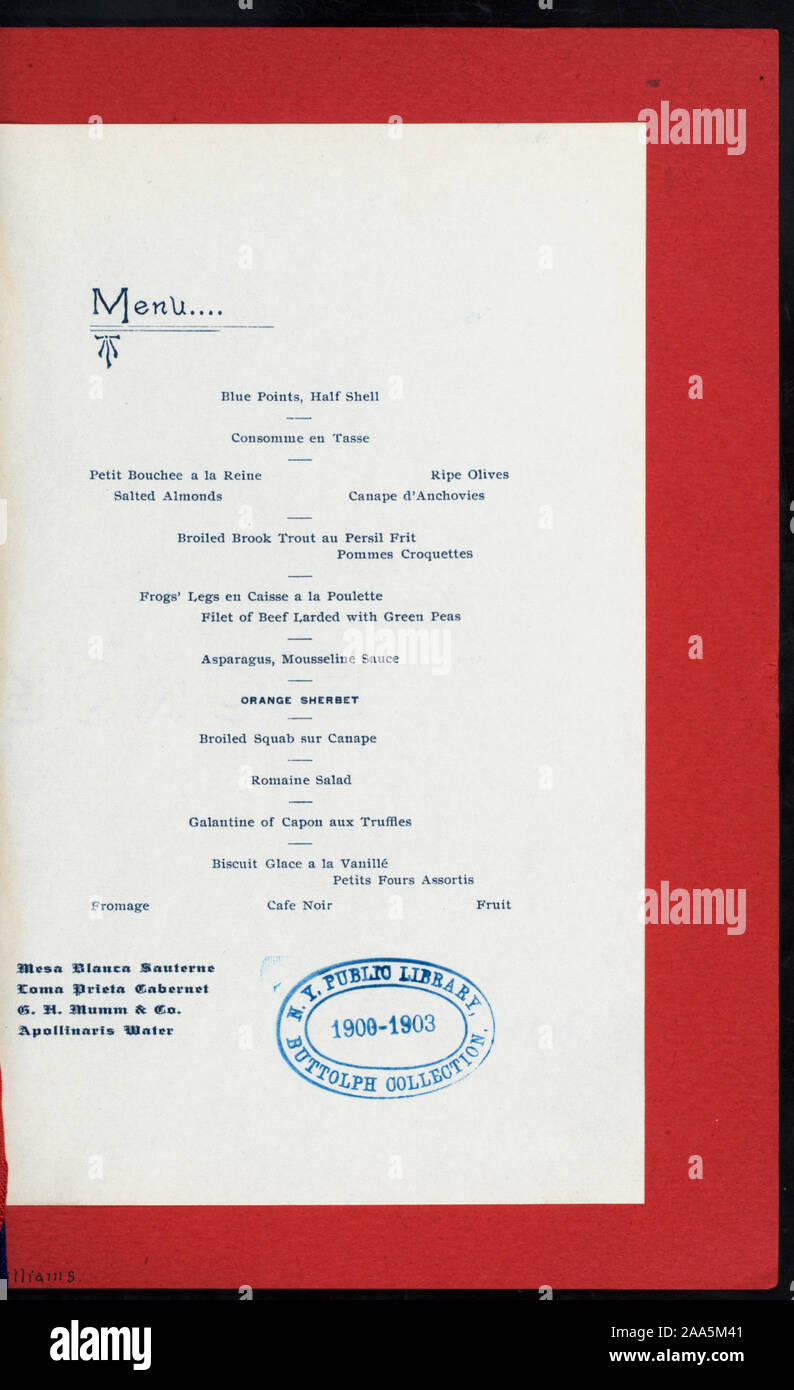 Menu....
Blue Points, Half Shell
Consomme en Tasse
Petit Bouchee a la Reine Ripe Olives
Salted Almonds Canape d'Anchovies
Broiled Brook Trout au Persil Frit
Pommes Croquettes
Frogs' Legs en Caisse a la Poulette
Filet of Beef Larded with Green Peas
Asparagus, Mousseline Sauce
ORANGE SHERBET
Broiled Squab sur Canape
Romaine Salad
Galantine of Capon aux Truffles
Biscuit Glace a la Vanillé
Petits Fours Assortis
Fromage Cafe Noir Fruit
Mesa Blanca Sauterne
Loma Prieta Cabernet
G. H. Mumm & Co.
Apollinaris Water
N. Y. PUBLIC LIBRARY,
1900-1903
BUTTOLPH COLLECTION.
lliams.
alamy
alamy
alamy
a a a a a a
alamy
Image ID: 2AA5M41
www.alamy.com